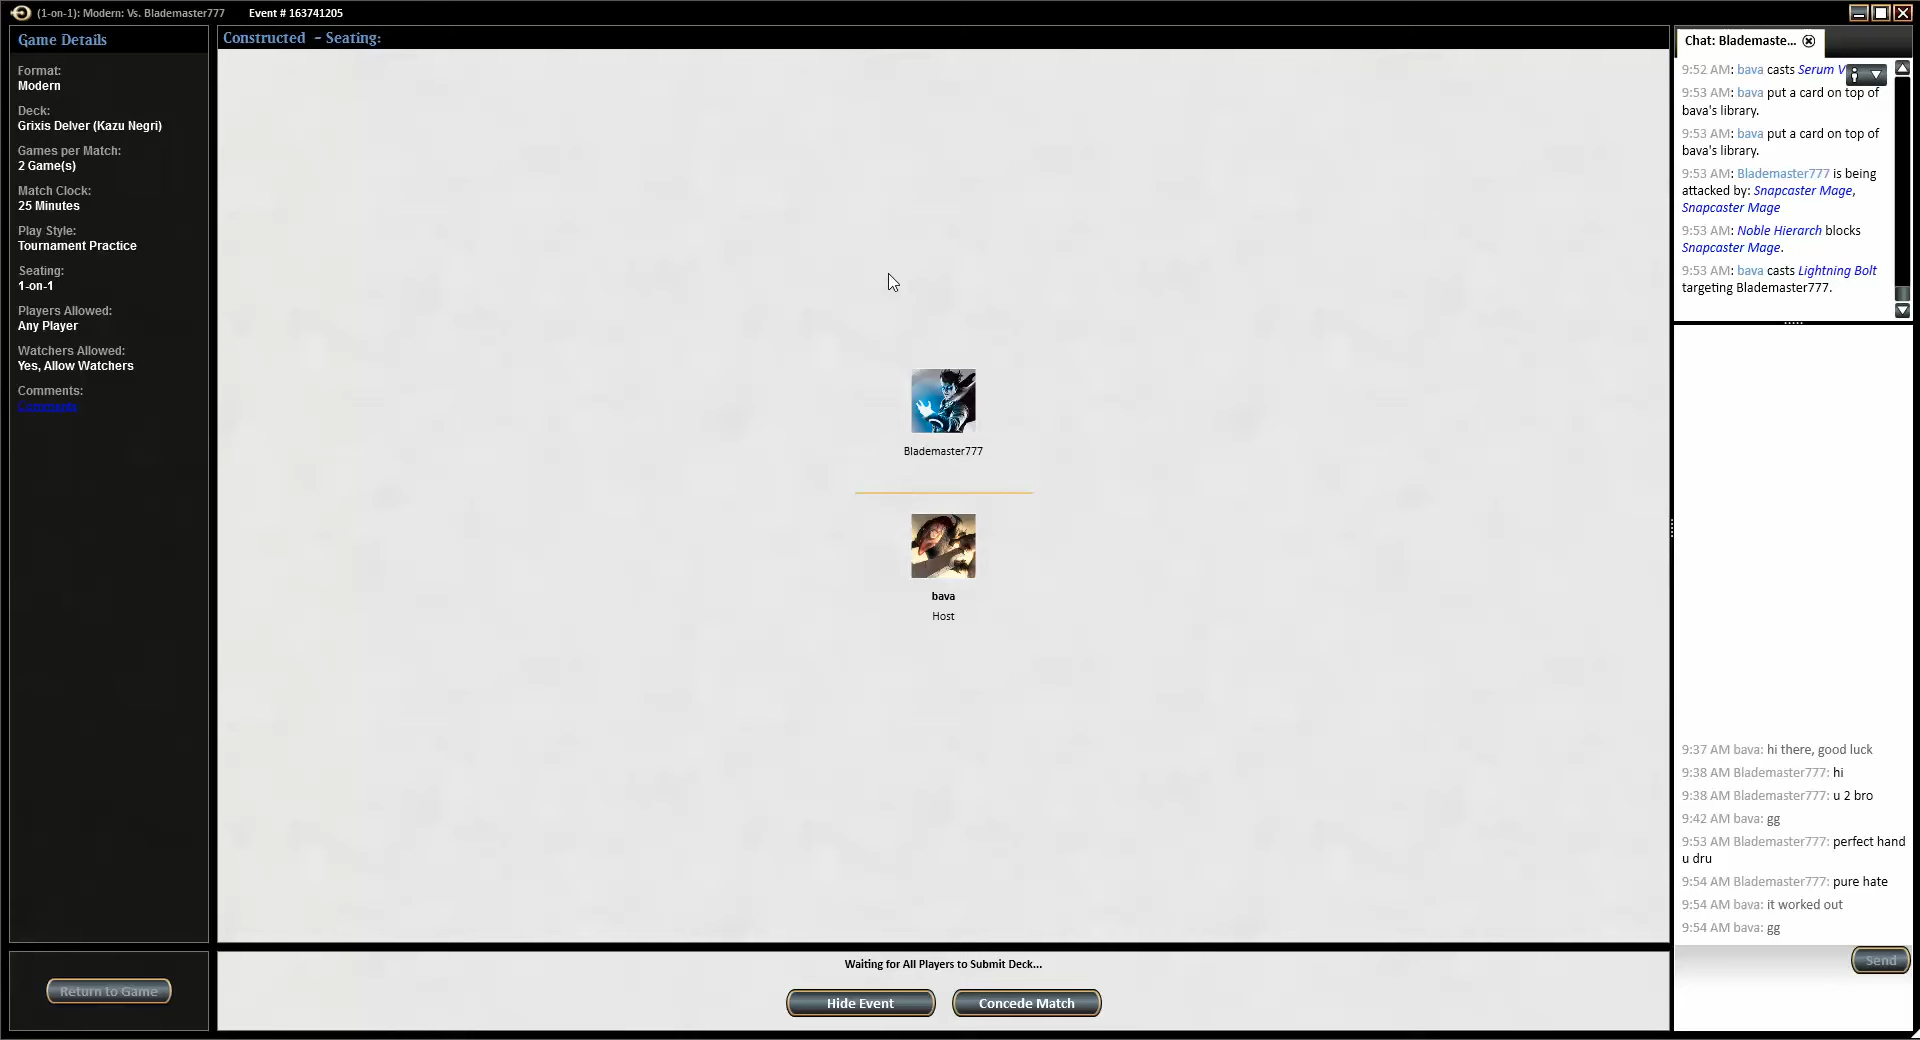 (1-on-1): Modern: Vs. Blademaster777 Event # 163741205
Game Details
Format:
Modern
Deck:
Grixis Delver (Kazu Negri)
Games per Match:
2 Game(s)
Match Clock:
25 Minutes
Play Style:
Tournament Practice
Seating:
1-on-1
Players Allowed:
Any Player
Watchers Allowed:
Yes, Allow Watchers
Comments:
Comments
Return to Game
Constructed - Seating:
Blademaster777
bava
Host
Waiting for All Players to Submit Deck...
Hide Event Concede Match
Chat: Blademaste...
9:52 AM: bava casts Serum V
9:53 AM: bava put a card on top of
bava's library.
9:53 AM: bava put a card on top of
bava's library.
9:53 AM: Blademaster777 is being
attacked by: Snapcaster Mage,
Snapcaster Mage
9:53 AM: Noble Hierarch blocks
Snapcaster Mage.
9:53 AM: bava casts Lightning Bolt
targeting Blademaster777.
9:37 AM bava: hi there, good luck
9:38 AM Blademaster777: hi
9:38 AM Blademaster777: u 2 bro
9:42 AM bava: gg
9:53 AM Blademaster777: perfect hand
u dru
9:54 AM Blademaster777: pure hate
9:54 AM bava: it worked out
9:54 AM bava: gg
Send